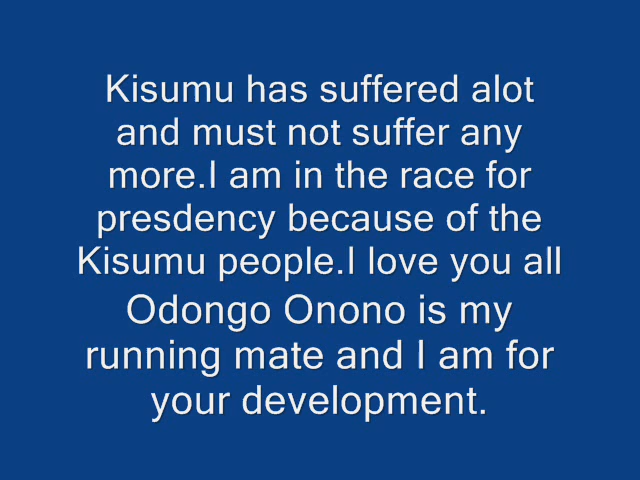 Kisumu has suffered alot
and must not suffer any
more.I am in the race for
presdency because of the
Kisumu people.I love you all
Odongo Onono is my
running mate and I am for
your development.